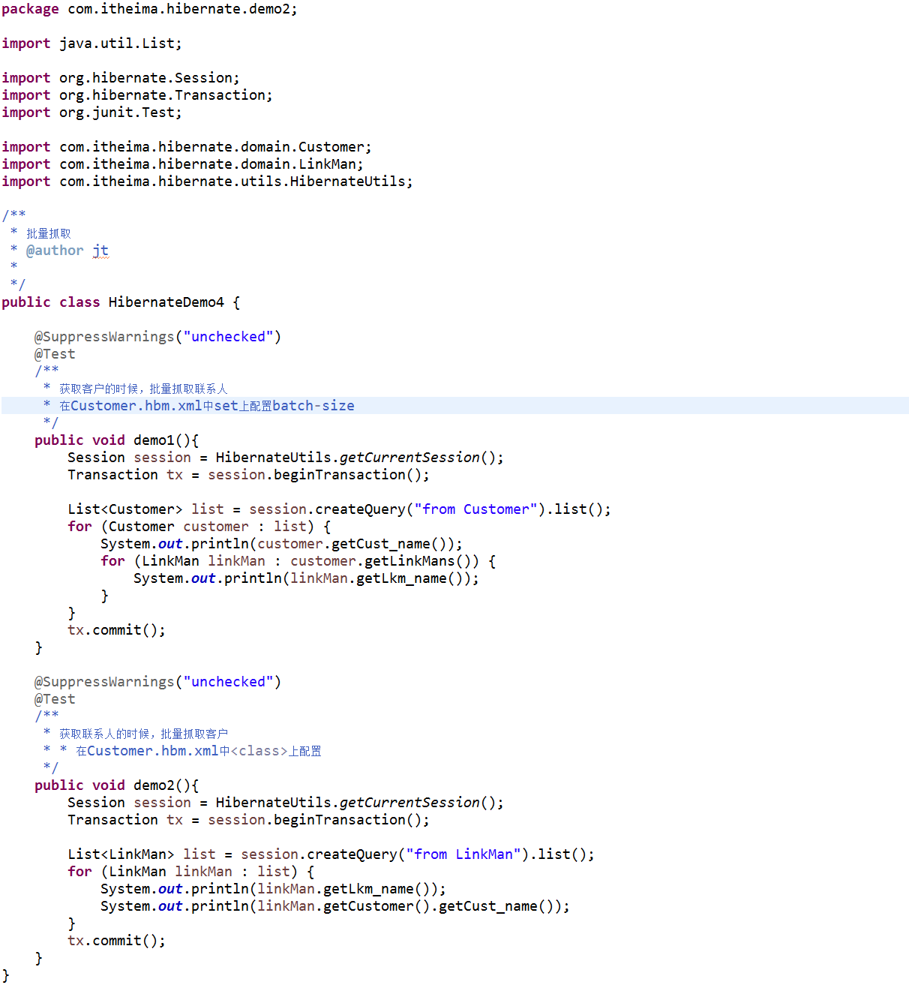 package com.itheima.hibernate.demo2;
import java.util.List;
import org.hibernate.Session;
import org.hibernate.Transaction;
import org.junit.Test;
import com.itheima.hibernate.domain.Customer;
import com.itheima.hibernate.domain.LinkMan;
import com.itheima.hibernate.utils.HibernateUtils;
/**
 * 批量抓取
 * @author jt
 *
 */
public class HibernateDemo4 {
    @SuppressWarnings("unchecked")
    @Test
    /**
     * 获取客户的时候，批量抓取联系人
     * 在Customer.hbm.xml中set上配置batch-size
     */
    public void demo1(){
        Session session = HibernateUtils.getCurrentSession();
        Transaction tx = session.beginTransaction();
        List<Customer> list = session.createQuery("from Customer").list();
        for (Customer customer : list) {
            System.out.println(customer.getCust_name());
            for (LinkMan linkMan : customer.getLinkMans()) {
                System.out.println(linkMan.getLkm_name());
            }
        }
        tx.commit();
    }
    @SuppressWarnings("unchecked")
    @Test
    /**
     * 获取联系人的时候，批量抓取客户
     * * 在Customer.hbm.xml中<class>上配置
     */
    public void demo2(){
        Session session = HibernateUtils.getCurrentSession();
        Transaction tx = session.beginTransaction();
        List<LinkMan> list = session.createQuery("from LinkMan").list();
        for (LinkMan linkMan : list) {
            System.out.println(linkMan.getLkm_name());
            System.out.println(linkMan.getCustomer().getCust_name());
        }
        tx.commit();
    }
}